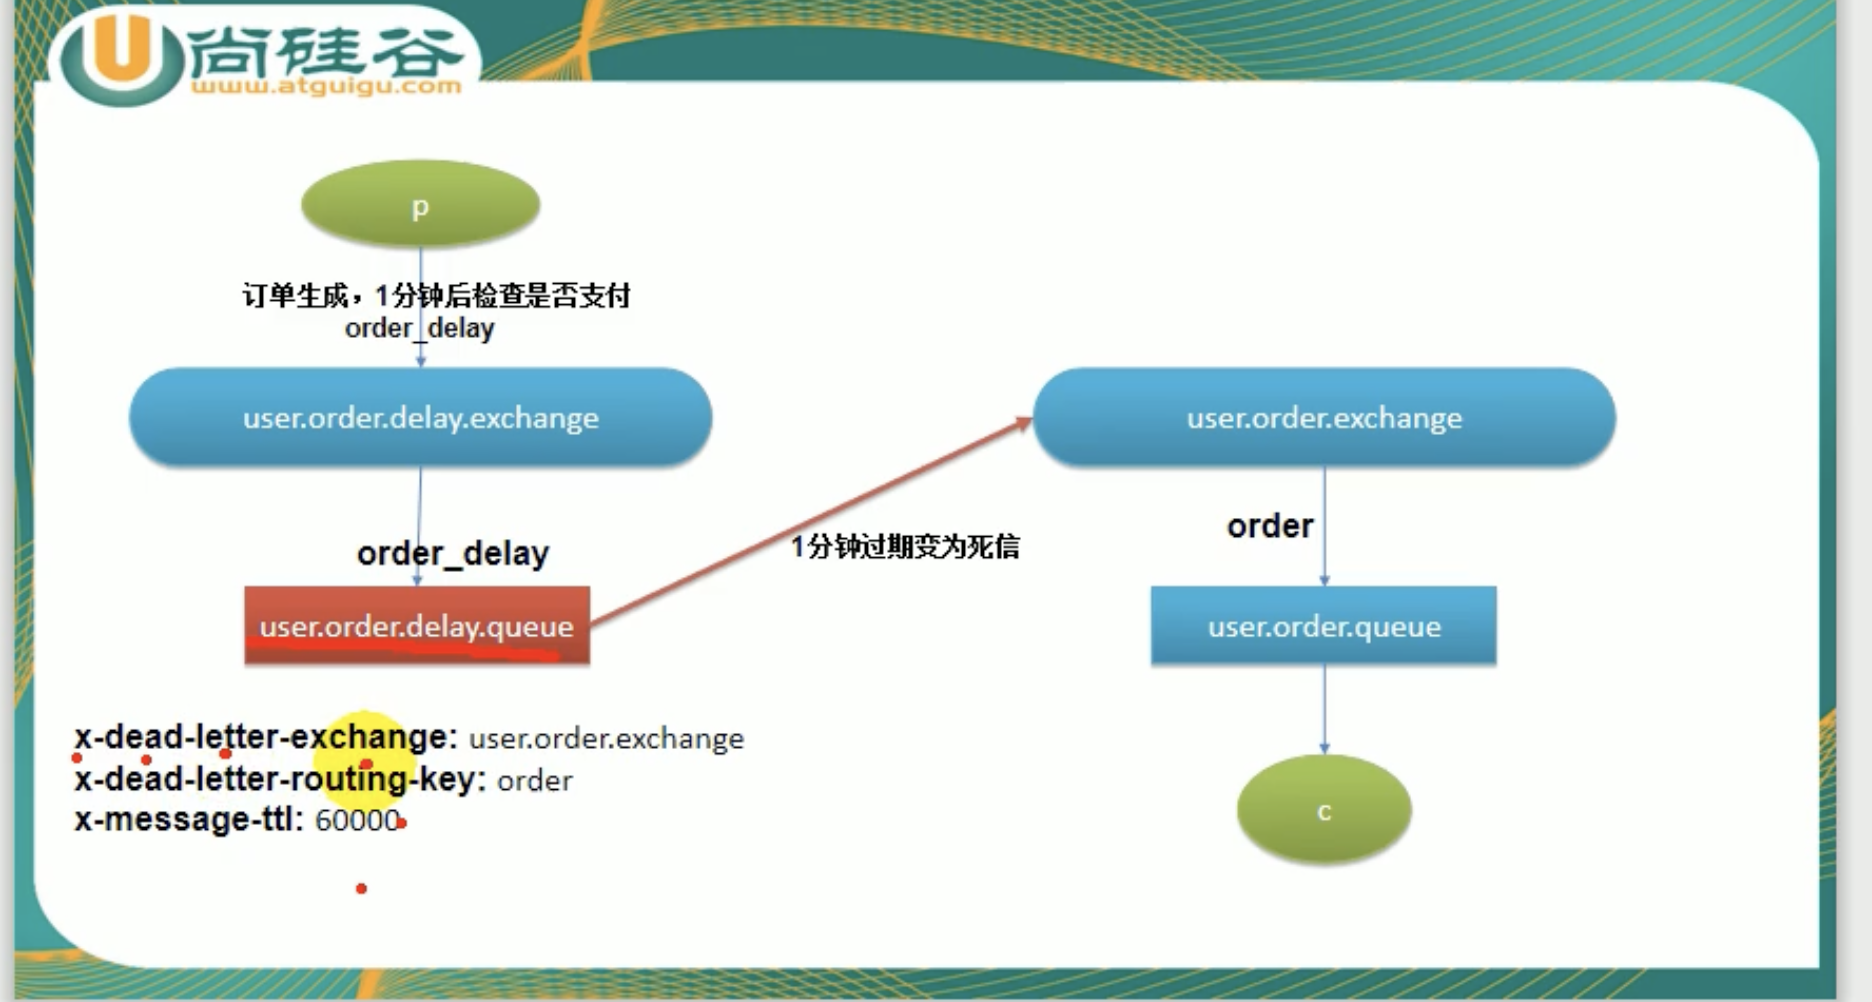 尚硅谷
www.atguigu.com
p
订单生成，1分钟后检查是否支付
order_delay
user.order.delay.exchange
user.order.exchange
order
1分钟过期变为死信
order_delay
user.order.delay.queue
user.order.queue
x-dead-letter-exchange: user.order.exchange
x-dead-letter-routing-key: order
x-message-ttl: 60000
c